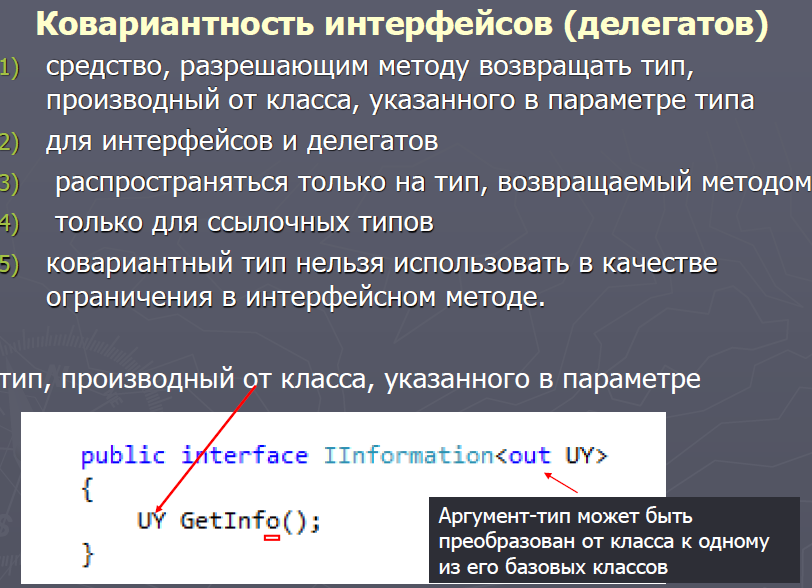 Ковариантность интерфейсов (делегатов)
1) средство, разрешающим методу возвращать тип,
производный от класса, указанного в параметре типа
2) для интерфейсов и делегатов
3) распространяться только на тип, возвращаемый методом
4) только для ссылочных типов
5) ковариантный тип нельзя использовать в качестве
ограничения в интерфейсном методе.
тип, производный от класса, указанного в параметре
public interface IInformation<out UY>
{
UY GetInfo();
}
Аргумент-тип может быть
преобразован от класса к одному
из его базовых классов